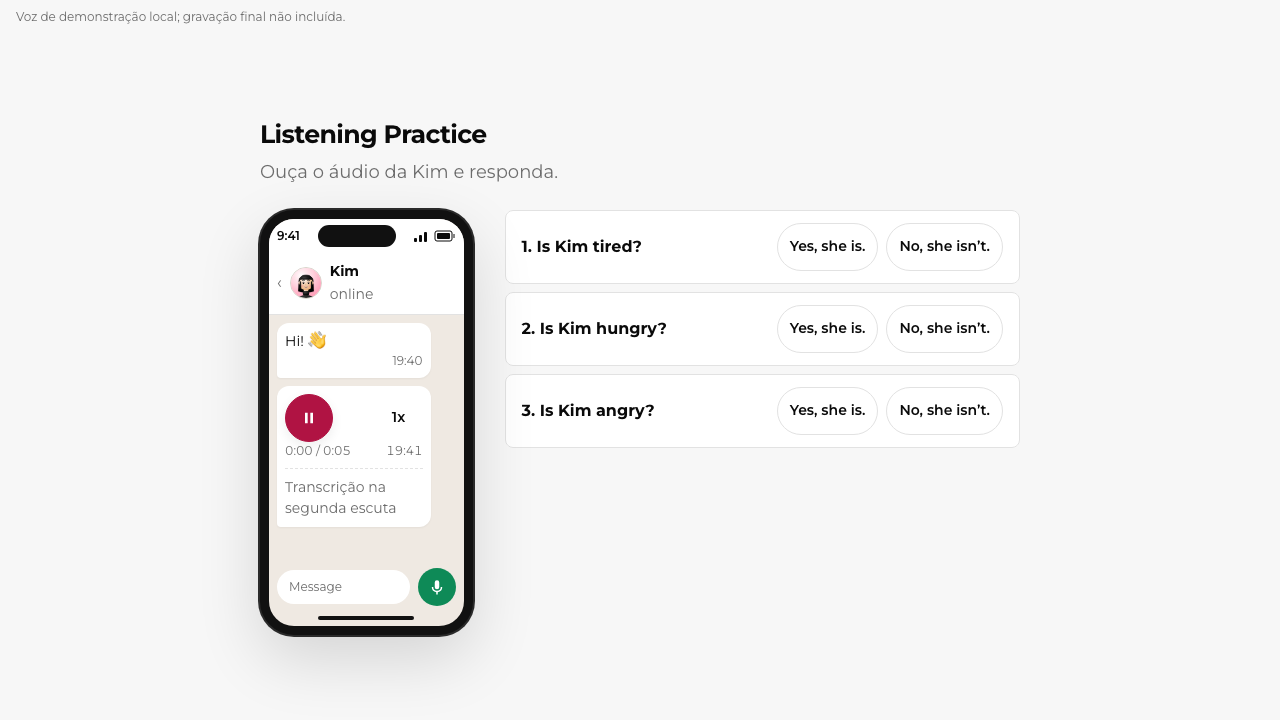 Voz de demonstração local; gravação final não incluída.
Listening Practice
Ouça o áudio da Kim e responda.
9:41
Kim
online
Hi! 👋
19:40
1x
0:00 / 0:05 19:41
Transcrição na
segunda escuta
Message
1. Is Kim tired? Yes, she is. No, she isn’t.
2. Is Kim hungry? Yes, she is. No, she isn’t.
3. Is Kim angry? Yes, she is. No, she isn’t.